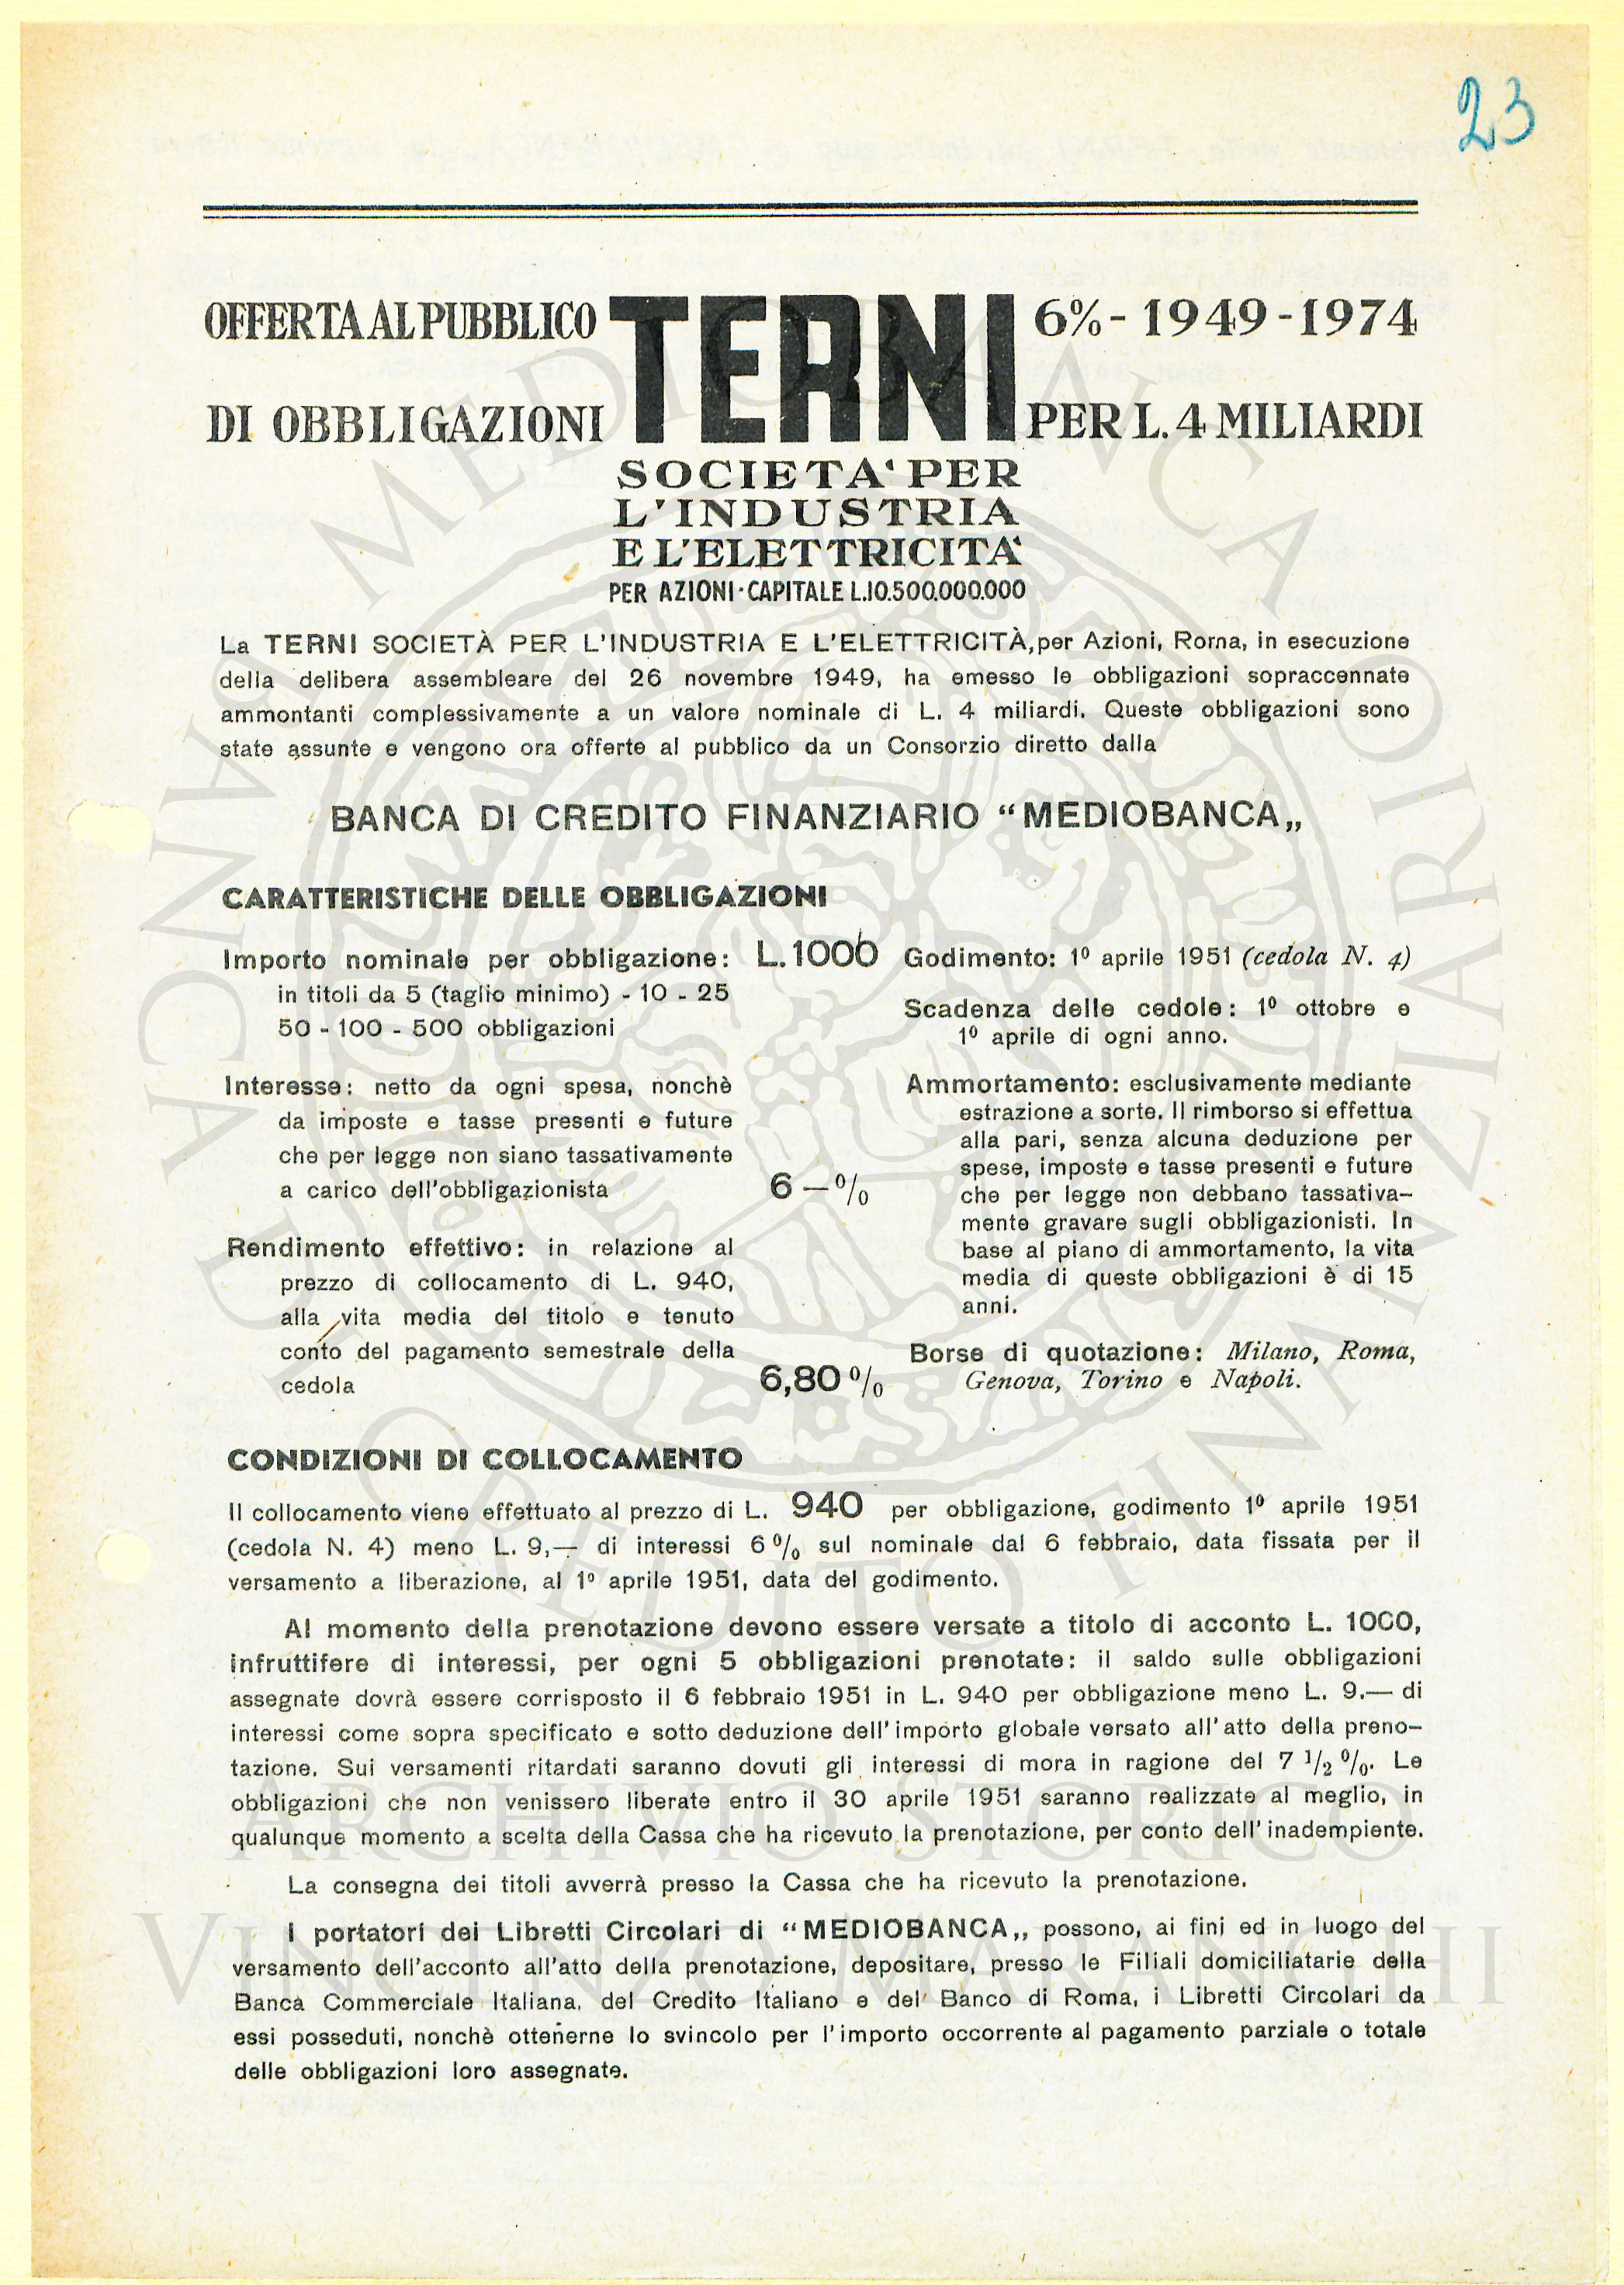 23
OFFERTA AL PUBBLICO
DI OBBLIGAZIONI
TERNI
6% - 1949 - 1974
PER L. 4 MILIARDI
SOCIETA' PER
L'INDUSTRIA
E L'ELETTRICITA'
PER AZIONI · CAPITALE L. 10.500.000.000
La TERNI SOCIETÀ PER L'INDUSTRIA E L'ELETTRICITÀ, per Azioni, Roma, in esecuzione
della delibera assembleare del 26 novembre 1949, ha emesso le obbligazioni sopraccennate
ammontanti complessivamente a un valore nominale di L. 4 miliardi. Queste obbligazioni sono
state assunte e vengono ora offerte al pubblico da un Consorzio diretto dalla
BANCA DI CREDITO FINANZIARIO “MEDIOBANCA„
CARATTERISTICHE DELLE OBBLIGAZIONI
Importo nominale per obbligazione: L. 1000
in titoli da 5 (taglio minimo) - 10 - 25
50 - 100 - 500 obbligazioni
Interesse: netto da ogni spesa, nonchè
da imposte e tasse presenti e future
che per legge non siano tassativamente
a carico dell'obbligazionista 6 — %
Rendimento effettivo: in relazione al
prezzo di collocamento di L. 940,
alla vita media del titolo e tenuto
conto del pagamento semestrale della
cedola 6,80 %
Godimento: 1º aprile 1951 (cedola N. 4)
Scadenza delle cedole: 1º ottobre e
1º aprile di ogni anno.
Ammortamento: esclusivamente mediante
estrazione a sorte. Il rimborso si effettua
alla pari, senza alcuna deduzione per
spese, imposte e tasse presenti e future
che per legge non debbano tassativa-
mente gravare sugli obbligazionisti. In
base al piano di ammortamento, la vita
media di queste obbligazioni è di 15
anni.
Borse di quotazione: Milano, Roma,
Genova, Torino e Napoli.
CONDIZIONI DI COLLOCAMENTO
Il collocamento viene effettuato al prezzo di L. 940 per obbligazione, godimento 1º aprile 1951
(cedola N. 4) meno L. 9,— di interessi 6 % sul nominale dal 6 febbraio, data fissata per il
versamento a liberazione, al 1º aprile 1951, data del godimento.
Al momento della prenotazione devono essere versate a titolo di acconto L. 1000,
infruttifere di interessi, per ogni 5 obbligazioni prenotate: il saldo sulle obbligazioni
assegnate dovrà essere corrisposto il 6 febbraio 1951 in L. 940 per obbligazione meno L. 9.— di
interessi come sopra specificato e sotto deduzione dell'importo globale versato all'atto della preno-
tazione. Sui versamenti ritardati saranno dovuti gli interessi di mora in ragione del 7 ½ %. Le
obbligazioni che non venissero liberate entro il 30 aprile 1951 saranno realizzate al meglio, in
qualunque momento a scelta della Cassa che ha ricevuto la prenotazione, per conto dell'inadempiente.
La consegna dei titoli avverrà presso la Cassa che ha ricevuto la prenotazione.
I portatori dei Libretti Circolari di “MEDIOBANCA„ possono, ai fini ed in luogo del
versamento dell'acconto all'atto della prenotazione, depositare, presso le Filiali domiciliatarie della
Banca Commerciale Italiana, del Credito Italiano e del Banco di Roma, i Libretti Circolari da
essi posseduti, nonchè ottenerne lo svincolo per l'importo occorrente al pagamento parziale o totale
delle obbligazioni loro assegnate.
MEDIOBANCA
BANCA DI CREDITO FINANZIARIO
ARCHIVIO STORICO
VINCENZO MARANGHI